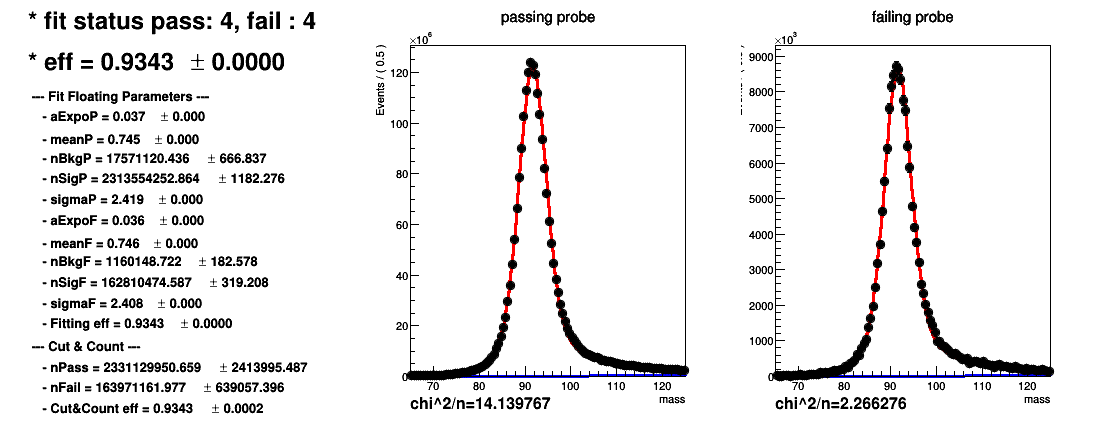 * fit status pass: 4, fail : 4
* eff = 0.9343 ± 0.0000
--- Fit Floating Parameters ---
- aExpoP = 0.037 ± 0.000
- meanP = 0.745 ± 0.000
- nBkgP = 17571120.436 ± 666.837
- nSigP = 2313554252.864 ± 1182.276
- sigmaP = 2.419 ± 0.000
- aExpoF = 0.036 ± 0.000
- meanF = 0.746 ± 0.000
- nBkgF = 1160148.722 ± 182.578
- nSigF = 162810474.587 ± 319.208
- sigmaF = 2.408 ± 0.000
- Fitting eff = 0.9343 ± 0.0000
--- Cut & Count ---
- nPass = 2331129950.659 ± 2413995.487
- nFail = 163971161.977 ± 639057.396
- Cut&Count eff = 0.9343 ± 0.0002
passing probe
×10^6
Events / ( 0.5 )
120
100
80
60
40
20
0
70 80 90 100 110 120
mass
chi^2/n=14.139767
failing probe
×10^3
9000
8000
7000
6000
5000
4000
3000
2000
1000
0
70 80 90 100 110 120
mass
chi^2/n=2.266276